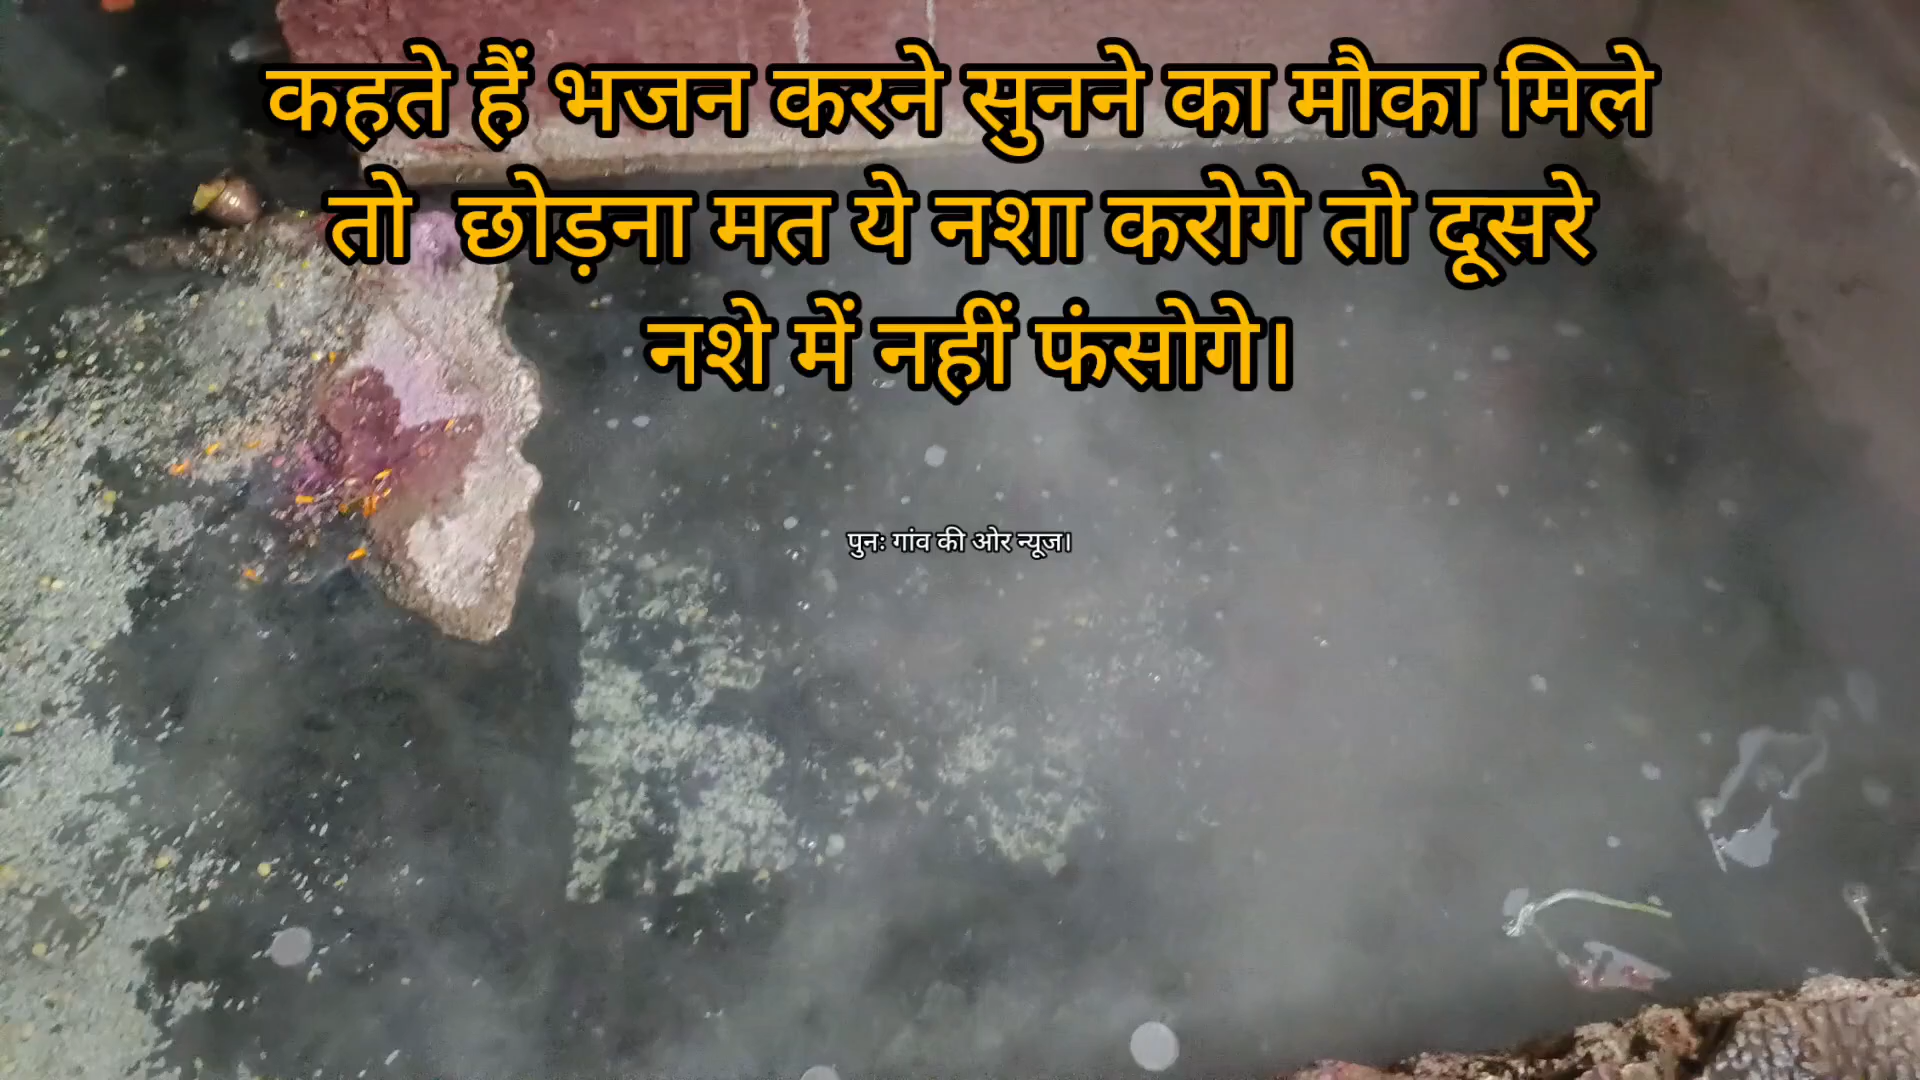 कहते हैं भजन करने सुनने का मौका मिले
तो  छोड़ना मत ये नशा करोगे तो दूसरे
नशे में नहीं फंसोगे।
पुनः गांव की ओर न्यूज।